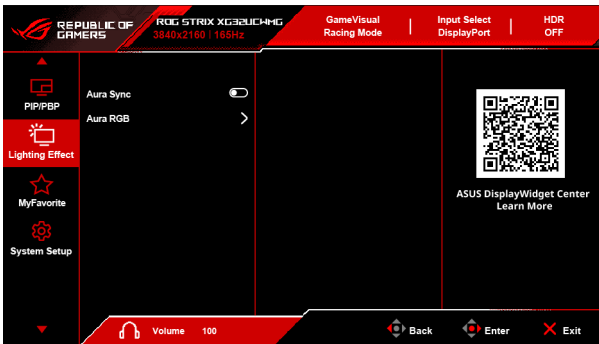 REPUBLIC OF
GAMERS
ROG STRIX XG32UCWMG
3840x2160 | 165Hz
GameVisual
Racing Mode
Input Select
DisplayPort
HDR
OFF
PIP/PBP
Lighting Effect
MyFavorite
System Setup
Aura Sync
Aura RGB
ASUS DisplayWidget Center
Learn More
Volume 100
Back
Enter
Exit